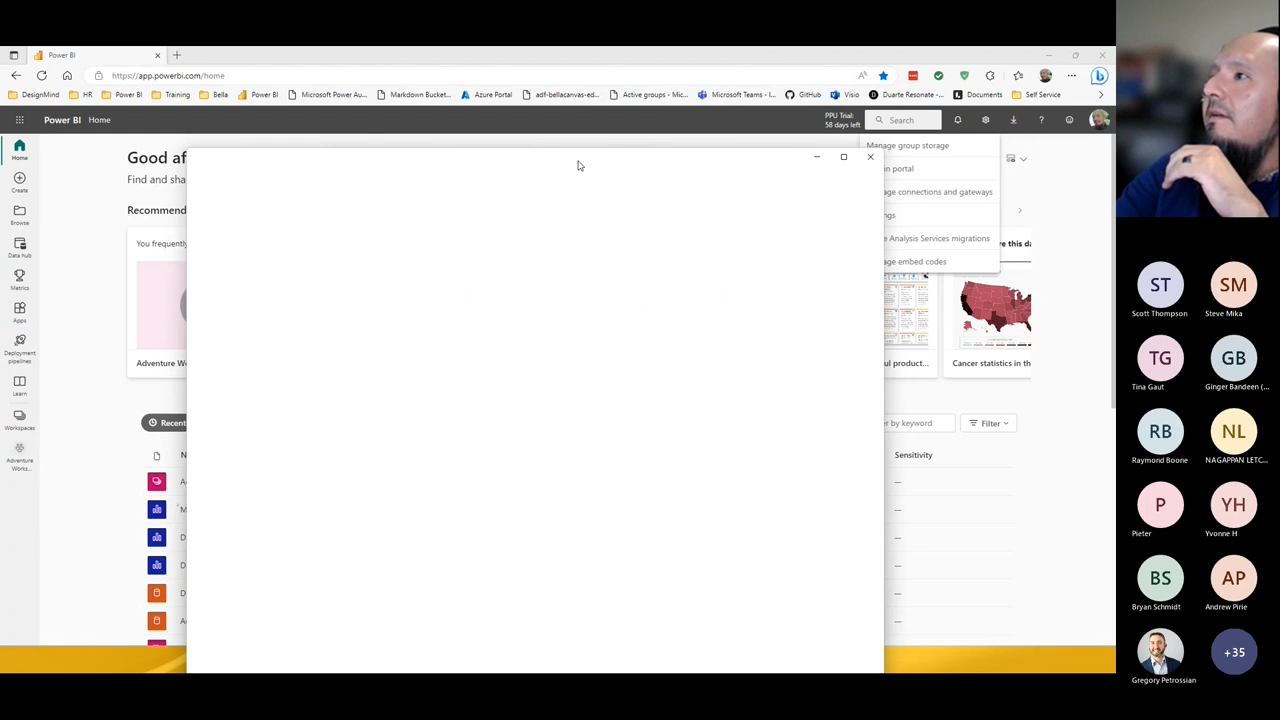 Power BI
https://app.powerbi.com/home
DesignMind
HR
Power BI
Training
Bella
Power BI
Microsoft Power Au...
Markdown Bucket...
Azure Portal
adf-bellacanvas-ed...
Active groups - Mic...
Microsoft Teams - I...
GitHub
Visio
Duarte Resonate - ...
Documents
Self Service
Power BI Home
PPU Trial:
58 days left
Search
Home
Create
Browse
Data hub
Metrics
Apps
Deployment
pipelines
Learn
Workspaces
Adventure
Works...
Good af
Find and sha
Recommend
You frequently
Adventure Wo
Recent
Manage group storage
in portal
age connections and gateways
ngs
e Analysis Services migrations
age embed codes
re this da
ful product...
Cancer statistics in th
er by keyword
Filter
Sensitivity
N
A
M
D
D
D
A
ST
Scott Thompson
SM
Steve Mika
TG
Tina Gaut
GB
Ginger Bandeen (...
RB
Raymond Boone
NL
NAGAPPAN LETC...
P
Pieter
YH
Yvonne H
BS
Bryan Schmidt
AP
Andrew Pirie
Gregory Petrossian
+35